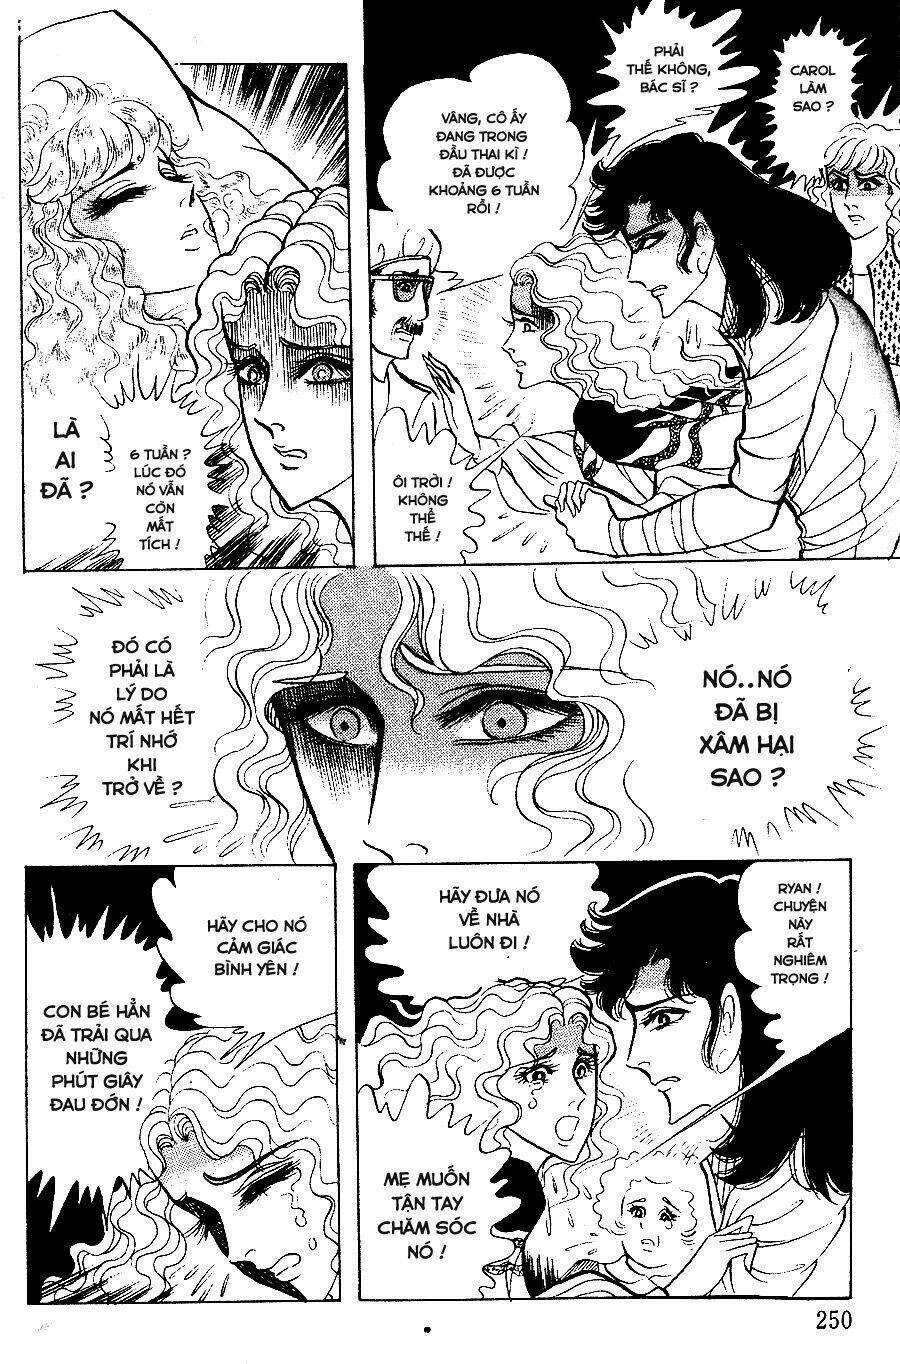 CAROL
LÀM
SAO ?
PHẢI
THẾ KHÔNG,
BÁC SĨ ?
VÂNG, CÔ ẤY
ĐANG TRONG
ĐẦU THAI KÌ !
ĐÃ ĐƯỢC
KHOẢNG 6 TUẦN
RỒI !
ÔI TRỜI !
KHÔNG
THỂ
THẾ !
6 TUẦN ?
LÚC ĐÓ
NÓ VẪN
CÒN
MẤT
TÍCH !
LÀ
AI
ĐÃ ?
NÓ..NÓ
ĐÃ BỊ
XÂM HẠI
SAO ?
ĐÓ CÓ
PHẢI LÀ
LÝ DO
NÓ MẤT HẾT
TRÍ NHỚ
KHI
TRỞ VỀ ?
RYAN !
CHUYỆN
NÀY
RẤT
NGHIÊM
TRỌNG !
HÃY ĐƯA NÓ
VỀ NHÀ
LUÔN ĐI !
MẸ MUỐN
TẬN TAY
CHĂM SÓC
NÓ !
HÃY CHO NÓ
CẢM GIÁC
BÌNH YÊN !
CON BÉ HẲN
ĐÃ TRẢI QUA
NHỮNG
PHÚT GIÂY
ĐAU ĐỚN !
250